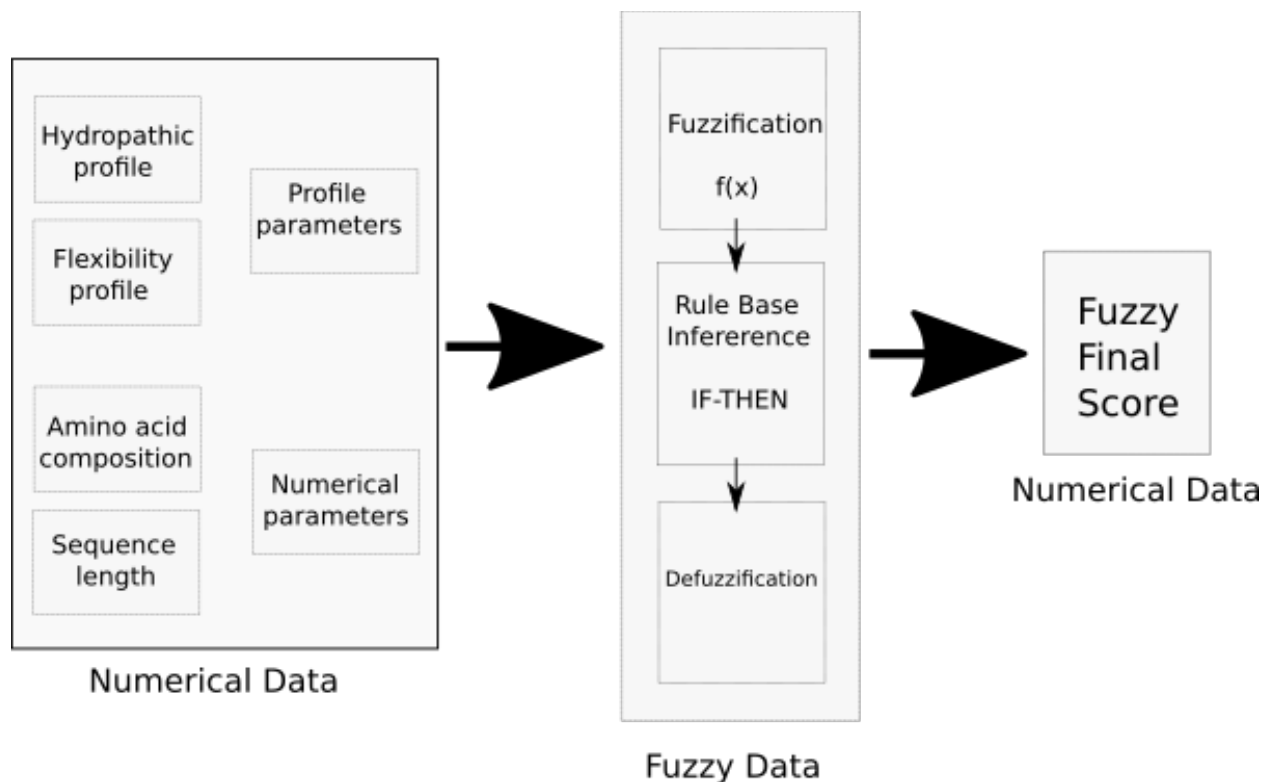 Hydropathic
profile
Flexibility
profile
Profile
parameters
Amino acid
composition
Sequence
length
Numerical
parameters
Numerical Data
Fuzzification
f(x)
Rule Base
Infererence
IF-THEN
Defuzzification
Fuzzy Data
Fuzzy
Final
Score
Numerical Data